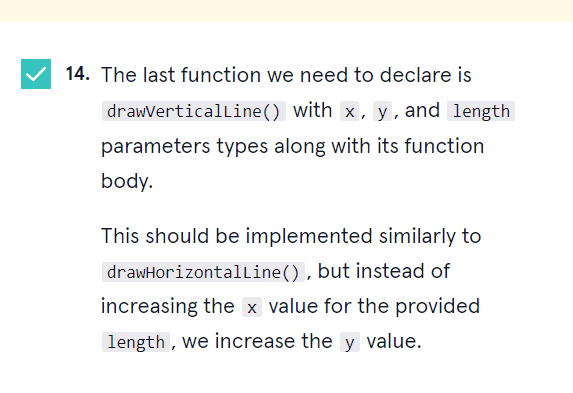 14. The last function we need to declare is
drawVerticalLine() with x, y, and length
parameters types along with its function
body.
This should be implemented similarly to
drawHorizontalLine(), but instead of
increasing the x value for the provided
length, we increase the y value.